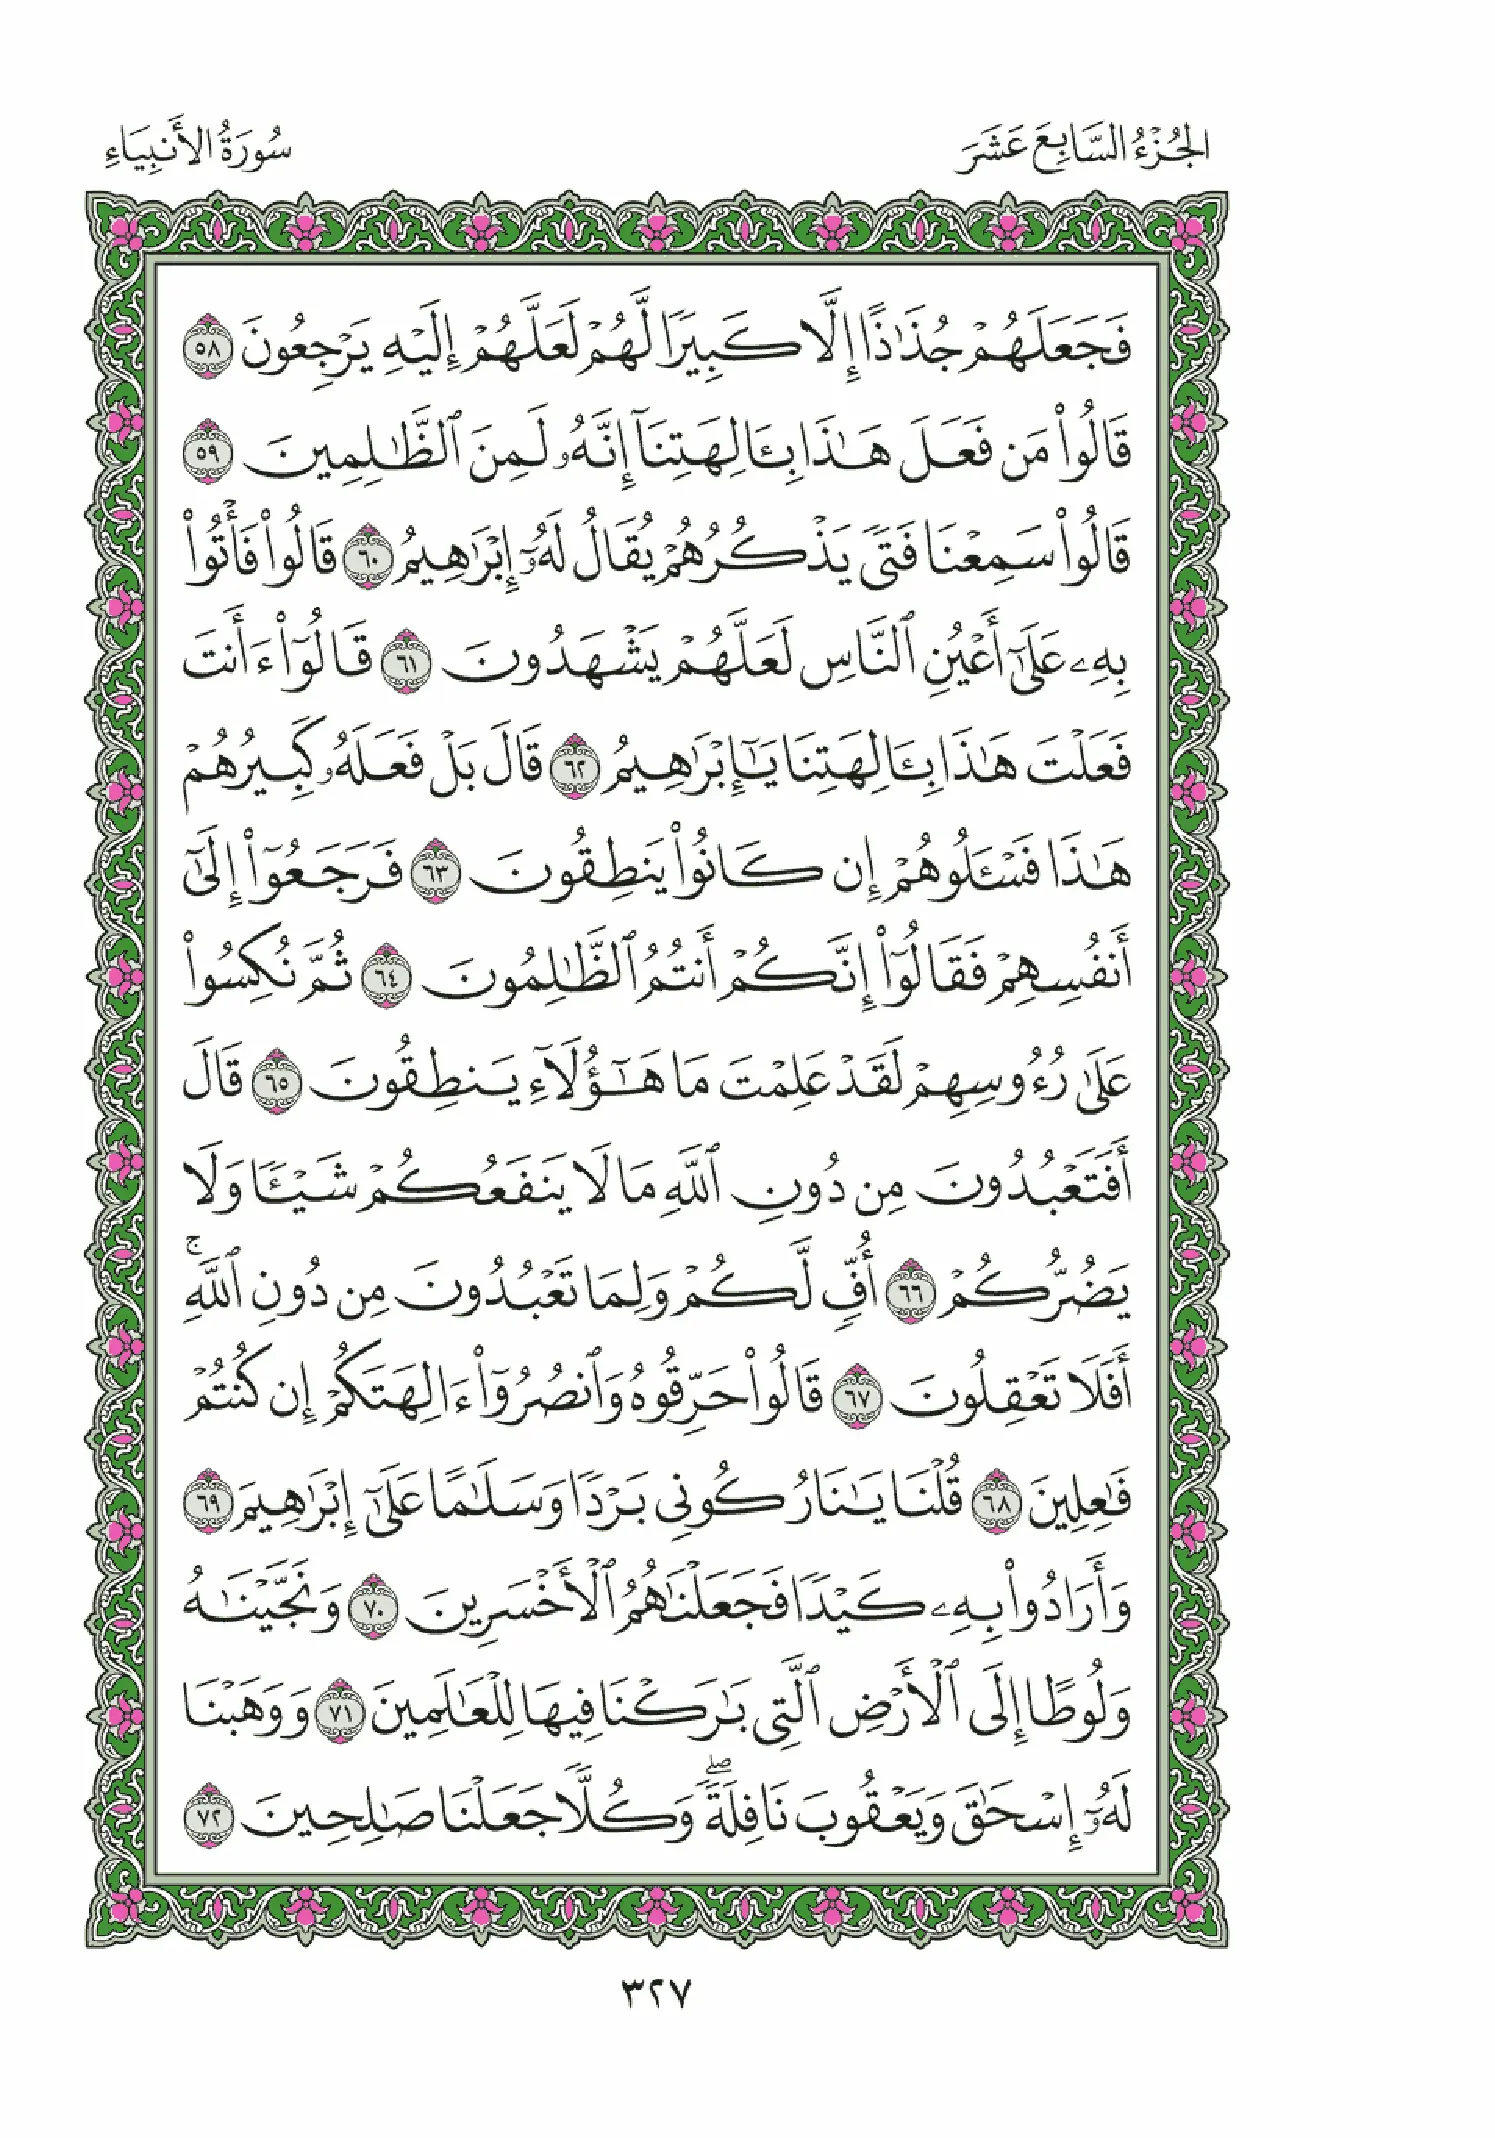 الجُزْءُ السَّابِعَ عَشَرَ
سُورَةُ الأَنبِيَاءِ
فَجَعَلَهُمْ جُذَٰذًا إِلَّا كَبِيرًا لَّهُمْ لَعَلَّهُمْ إِلَيْهِ يَرْجِعُونَ ٥٨
قَالُوا۟ مَن فَعَلَ هَـٰذَا بِـَٔالِهَتِنَآ إِنَّهُۥ لَمِنَ ٱلظَّـٰلِمِينَ ٥٩
قَالُوا۟ سَمِعْنَا فَتًى يَذْكُرُهُمْ يُقَالُ لَهُۥٓ إِبْرَٰهِيمُ ٦٠ قَالُوا۟ فَأْتُوا۟
بِهِۦ عَلَىٰٓ أَعْيُنِ ٱلنَّاسِ لَعَلَّهُمْ يَشْهَدُونَ ٦١ قَالُوٓا۟ ءَأَنتَ
فَعَلْتَ هَـٰذَا بِـَٔالِهَتِنَا يَـٰٓإِبْرَٰهِيمُ ٦٢ قَالَ بَلْ فَعَلَهُۥ كَبِيرُهُمْ
هَـٰذَا فَسْـَٔلُوهُمْ إِن كَانُوا۟ يَنطِقُونَ ٦٣ فَرَجَعُوٓا۟ إِلَىٰٓ
أَنفُسِهِمْ فَقَالُوٓا۟ إِنَّكُمْ أَنتُمُ ٱلظَّـٰلِمُونَ ٦٤ ثُمَّ نُكِسُوا۟
عَلَىٰ رُءُوسِهِمْ لَقَدْ عَلِمْتَ مَا هَـٰٓؤُلَآءِ يَنطِقُونَ ٦٥ قَالَ
أَفَتَعْبُدُونَ مِن دُونِ ٱللَّهِ مَا لَا يَنفَعُكُمْ شَيْـًٔا وَلَا
يَضُرُّكُمْ ٦٦ أُفٍّ لَّكُمْ وَلِمَا تَعْبُدُونَ مِن دُونِ ٱللَّهِ ۚ
أَفَلَا تَعْقِلُونَ ٦٧ قَالُوا۟ حَرِّقُوهُ وَٱنصُرُوٓا۟ ءَالِهَتَكُمْ إِن كُنتُمْ
فَـٰعِلِينَ ٦٨ قُلْنَا يَـٰنَارُ كُونِى بَرْدًا وَسَلَـٰمًا عَلَىٰٓ إِبْرَٰهِيمَ ٦٩
وَأَرَادُوا۟ بِهِۦ كَيْدًا فَجَعَلْنَـٰهُمُ ٱلْأَخْسَرِينَ ٧٠ وَنَجَّيْنَـٰهُ
وَلُوطًا إِلَى ٱلْأَرْضِ ٱلَّتِى بَـٰرَكْنَا فِيهَا لِلْعَـٰلَمِينَ ٧١ وَوَهَبْنَا
لَهُۥٓ إِسْحَـٰقَ وَيَعْقُوبَ نَافِلَةً ۖ وَكُلًّا جَعَلْنَا صَـٰلِحِينَ ٧٢
٣٢٧